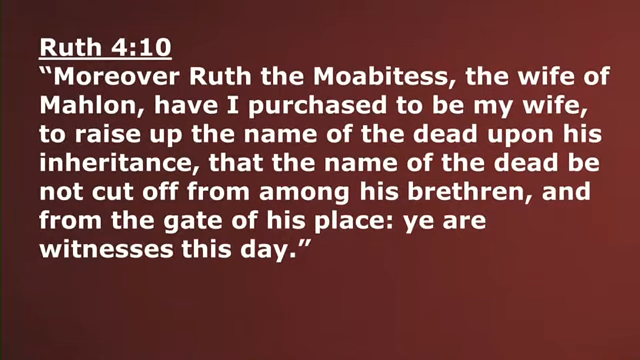 Ruth 4:10
“Moreover Ruth the Moabitess, the wife of
Mahlon, have I purchased to be my wife,
to raise up the name of the dead upon his
inheritance, that the name of the dead be
not cut off from among his brethren, and
from the gate of his place: ye are
witnesses this day.”